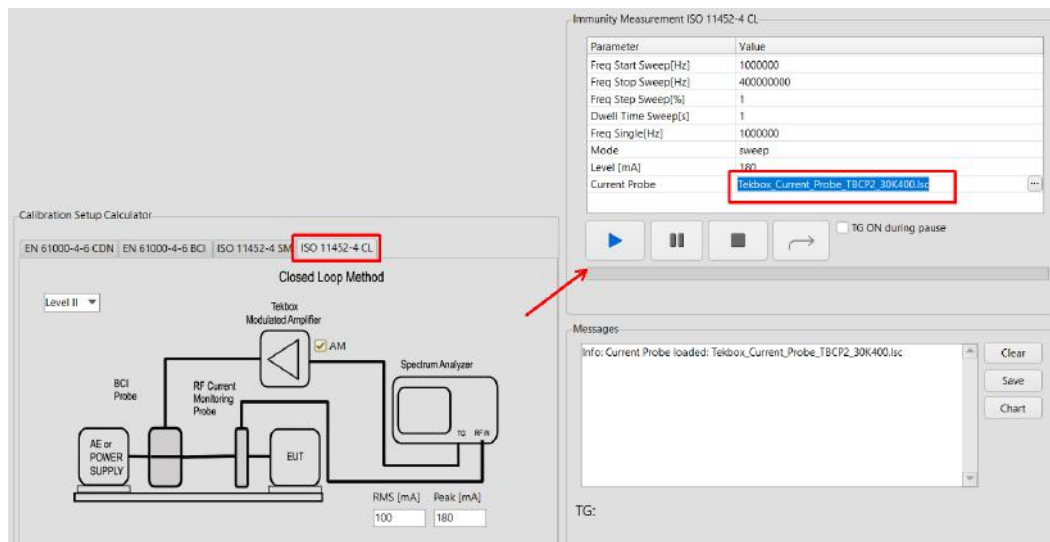 Immunity Measurement ISO 11452-4 CL
Parameter Value
Freq Start Sweep[Hz] 1000000
Freq Stop Sweep[Hz] 400000000
Freq Step Sweep[%] 1
Dwell Time Sweep[s] 1
Freq Single[Hz] 1000000
Mode sweep
Level [mA] 180
Current Probe Tekbox_Current_Probe_TBCP2_30K400.lsc ...
TG ON during pause
Calibration Setup Calculator
EN 61000-4-6 CDN EN 61000-4-6 BCI ISO 11452-4 SM ISO 11452-4 CL
Closed Loop Method
Level II
Tekbox
Modulated Amplifier
AM
Spectrum Analyzer
BCI
Probe
RF Current
Monitoring
Probe
TG RF IN
AE or
POWER
SUPPLY
EUT
RMS [mA] Peak [mA]
100 180
Messages
Info: Current Probe loaded: Tekbox_Current_Probe_TBCP2_30K400.lsc
Clear
Save
Chart
TG: